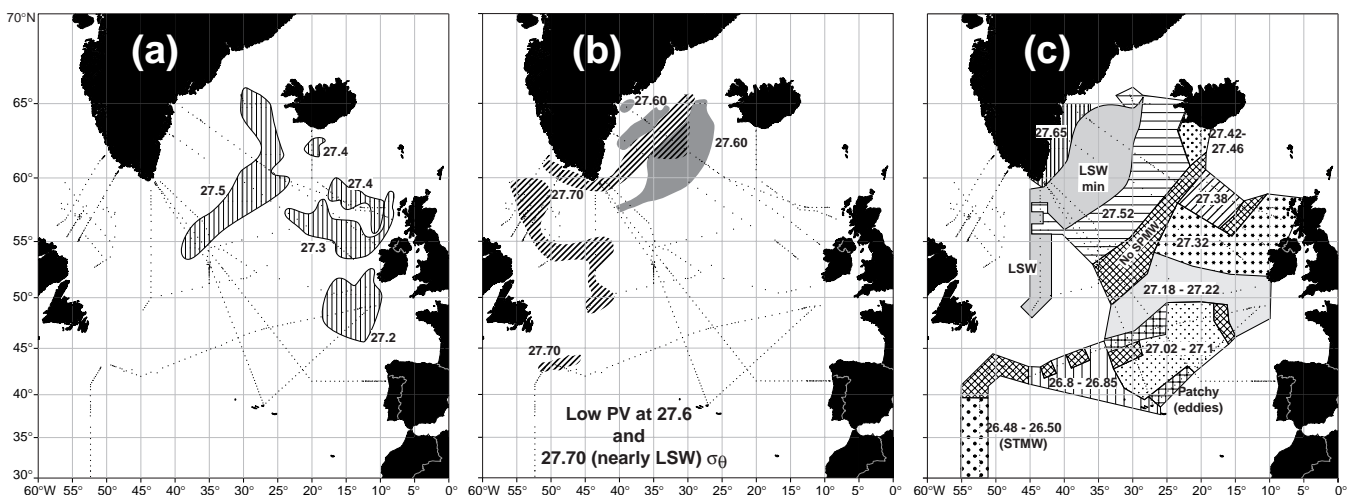 70°N
65°
60°
55°
50°
45°
40°
35°
30°
60°W 55° 50° 45° 40° 35° 30° 25° 20° 15° 10° 5° 0°
(a)
27.4
27.5
27.4
27.3
27.2
(b)
27.60
27.60
27.70
27.70
Low PV at 27.6
and
27.70 (nearly LSW) σθ
60°W 55° 50° 45° 40° 35° 30° 25° 20° 15° 10° 5° 0°
(c)
27.65
27.42-
27.46
LSW
min
27.38
27.52
No SPMW
27.32
LSW
27.18 - 27.22
27.02 - 27.1
26.8 - 26.85
Patchy
(eddies)
26.48 - 26.50
(STMW)
60° 55° 50° 45° 40° 35° 30° 25° 20° 15° 10° 5° 0°